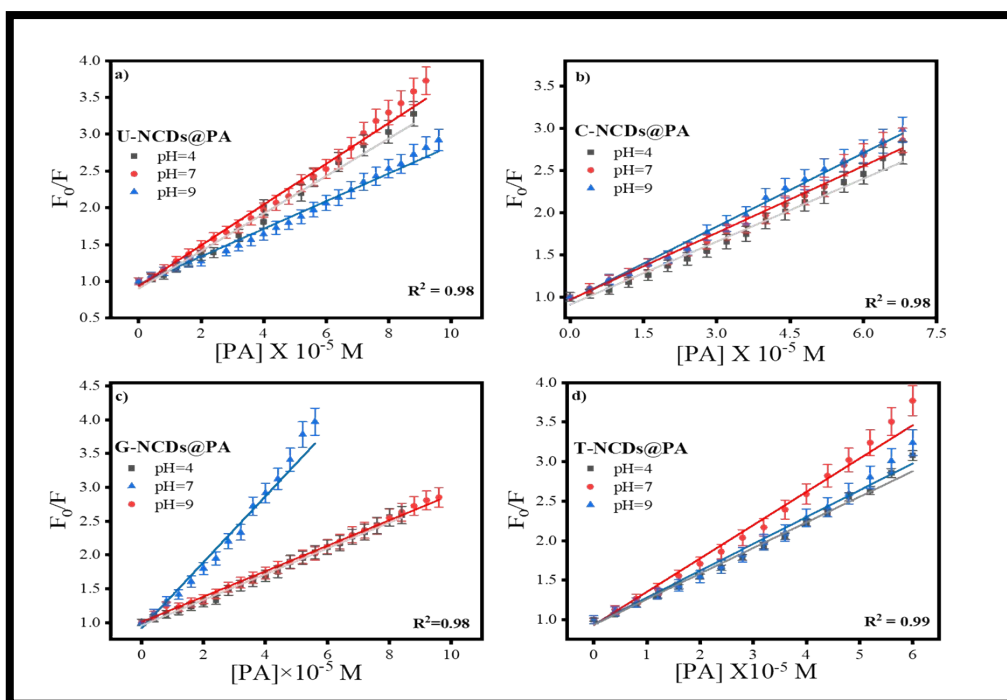 a)
U-NCDs@PA
pH=4
pH=7
pH=9
R² = 0.98
F₀/F
4.0
3.5
3.0
2.5
2.0
1.5
1.0
0.5
0 2 4 6 8 10
[PA] X 10⁻⁵ M
b)
C-NCDs@PA
pH=4
pH=7
pH=9
R² = 0.98
F₀/F
3.5
3.0
2.5
2.0
1.5
1.0
0.0 1.5 3.0 4.5 6.0 7.5
[PA] X 10⁻⁵ M
c)
G-NCDs@PA
pH=4
pH=7
pH=9
R²=0.98
F₀/F
4.5
4.0
3.5
3.0
2.5
2.0
1.5
1.0
0 2 4 6 8 10
[PA]×10⁻⁵ M
d)
T-NCDs@PA
pH=4
pH=7
pH=9
R² = 0.99
F₀/F
4.0
3.5
3.0
2.5
2.0
1.5
1.0
0 1 2 3 4 5 6
[PA] X10⁻⁵ M